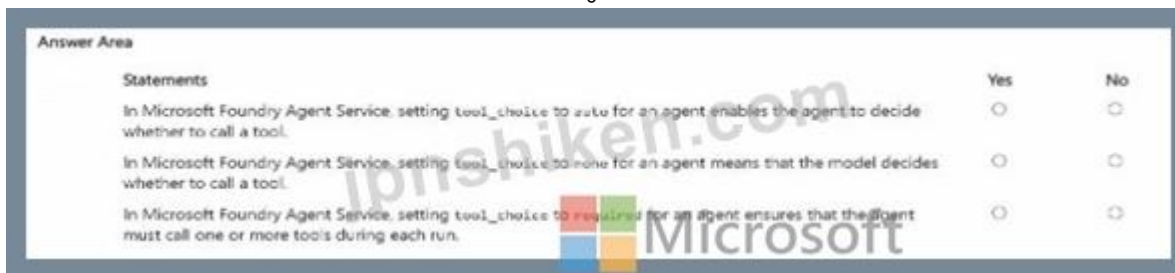 Answer Area
Statements Yes No
In Microsoft Foundry Agent Service, setting tool_choice to auto for an agent enables the agent to decide
whether to call a tool.
In Microsoft Foundry Agent Service, setting tool_choice to none for an agent means that the model decides
whether to call a tool.
In Microsoft Foundry Agent Service, setting tool_choice to required for an agent ensures that the agent
must call one or more tools during each run.
jpnshiken.com
Microsoft